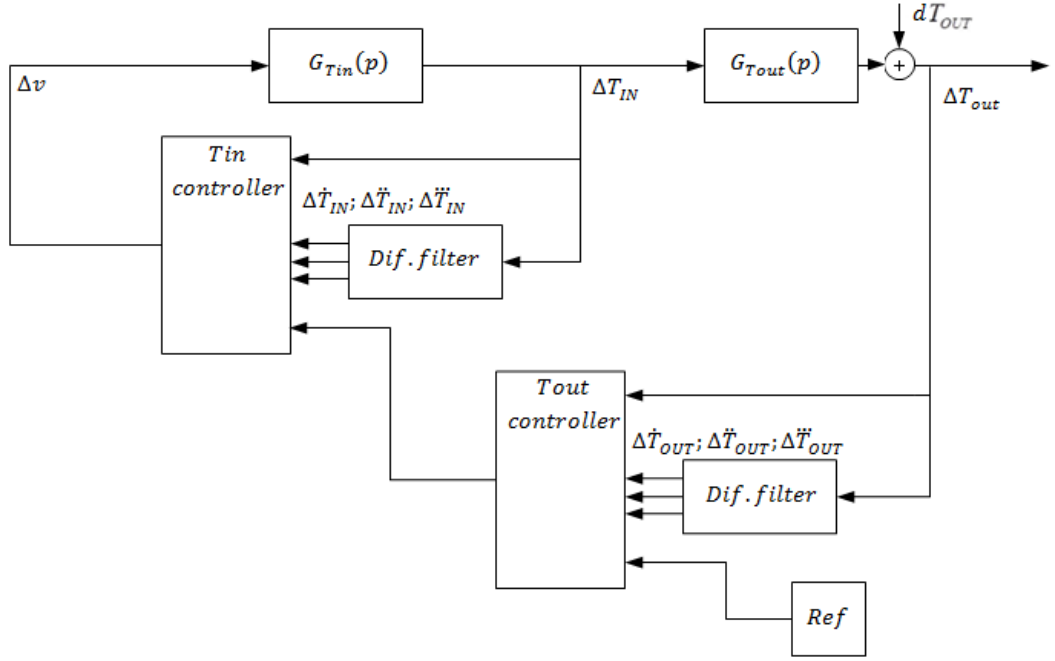 dT_OUT
G_Tin(p)
G_Tout(p)
+
Δv
ΔT_IN
ΔT_out
Tin
controller
ΔṪ_IN; ΔT̈_IN; ΔT⃛_IN
Dif.filter
Tout
controller
ΔṪ_OUT; ΔT̈_OUT; ΔT⃛_OUT
Dif.filter
Ref